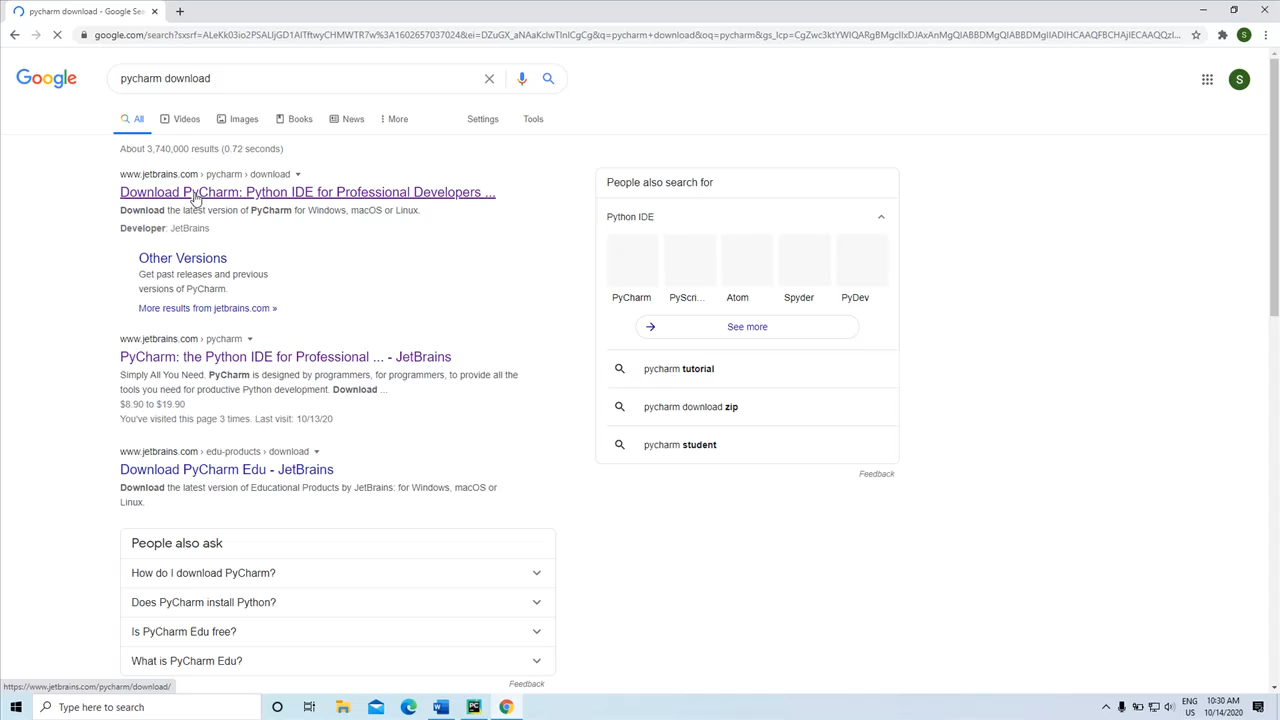 pycharm download - Google Sea
google.com/search?sxsrf=
&q=pycharm+download&oq=pycharm&gs_lcp=
S
Google
pycharm download
S
All
Videos
Images
Books
News
More
Settings
Tools
About 3,740,000 results (0.72 seconds)
www.jetbrains.com › pycharm › download
Download PyCharm: Python IDE for Professional Developers ...
Download the latest version of PyCharm for Windows, macOS or Linux.
Developer: JetBrains
Other Versions
Get past releases and previous
versions of PyCharm.
More results from jetbrains.com »
www.jetbrains.com › pycharm
PyCharm: the Python IDE for Professional ... - JetBrains
Simply All You Need. PyCharm is designed by programmers, for programmers, to provide all the
tools you need for productive Python development. Download ...
$8.90 to $19.90
You've visited this page 3 times. Last visit: 10/13/20
www.jetbrains.com › edu-products › download
Download PyCharm Edu - JetBrains
Download the latest version of Educational Products by JetBrains: for Windows, macOS or
Linux.
People also ask
How do I download PyCharm?
Does PyCharm install Python?
Is PyCharm Edu free?
What is PyCharm Edu?
Feedback
People also search for
Python IDE
PyCharm
PyScri...
Atom
Spyder
PyDev
See more
pycharm tutorial
pycharm download zip
pycharm student
Feedback
https://www.jetbrains.com/pycharm/download/
Type here to search
W
PC
ENG
US
10:30 AM
10/14/2020